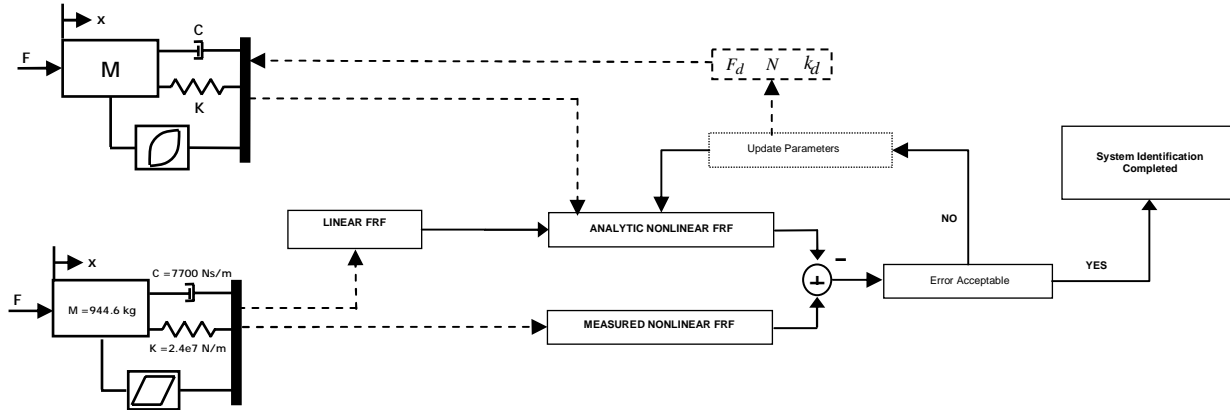 x
C
F
M
K
F_d N k_d
Update Parameters
System Identification
Completed
NO
LINEAR FRF
ANALYTIC NONLINEAR FRF
−
+
Error Acceptable
YES
MEASURED NONLINEAR FRF
x
C =7700 Ns/m
F
M =944.6 kg
K =2.4e7 N/m